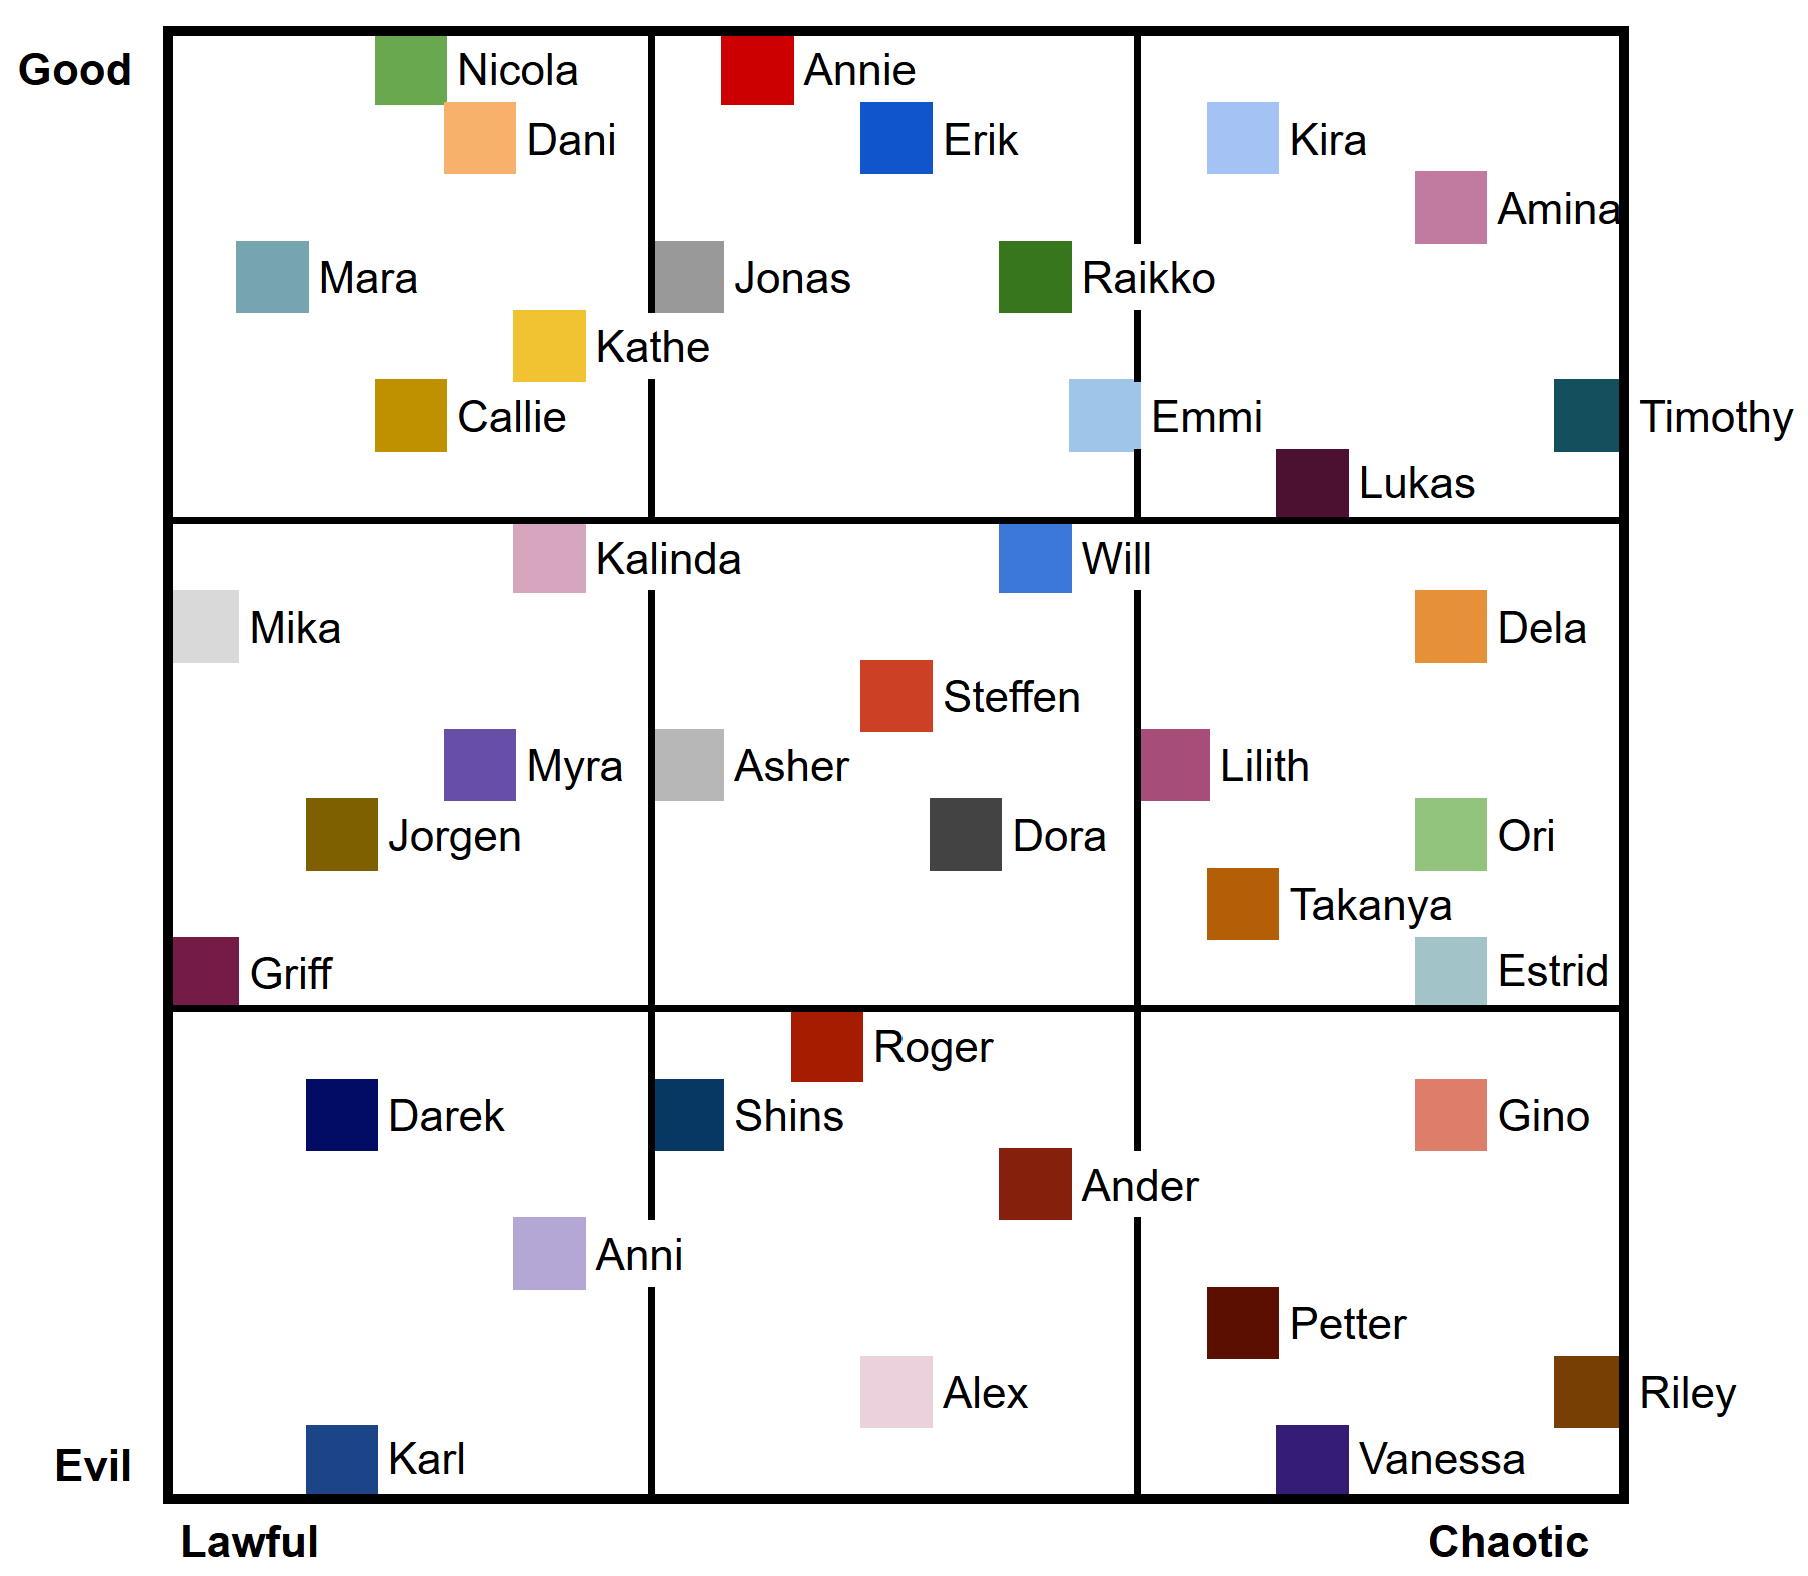 Good
Nicola
Annie
Dani
Erik
Kira
Amina
Mara
Jonas
Raikko
Kathe
Callie
Emmi
Timothy
Lukas
Kalinda
Will
Mika
Dela
Steffen
Myra
Asher
Lilith
Jorgen
Dora
Ori
Takanya
Griff
Estrid
Roger
Darek
Shins
Gino
Ander
Anni
Petter
Alex
Riley
Evil
Karl
Vanessa
Lawful
Chaotic